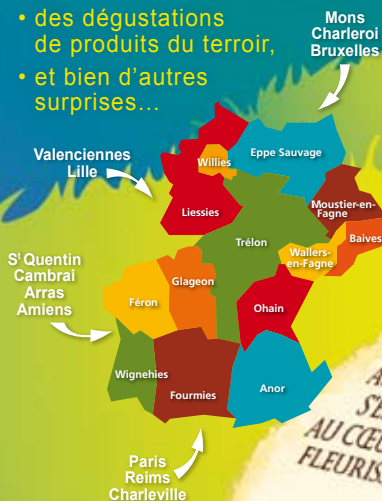 • des dégustations
de produits du terroir,
• et bien d'autres
surprises...
Mons
Charleroi
Bruxelles
Valenciennes
Lille
Willies
Eppe Sauvage
Liessies
Moustier-en-
Fagne
Trélon
Wallers-
en-Fagne
Baives
St Quentin
Cambrai
Arras
Amiens
Glageon
Féron
Ohain
Wignehies
Fourmies
Anor
Paris
Reims
Charleville
A
S'E
AU CŒU
FLEURIS